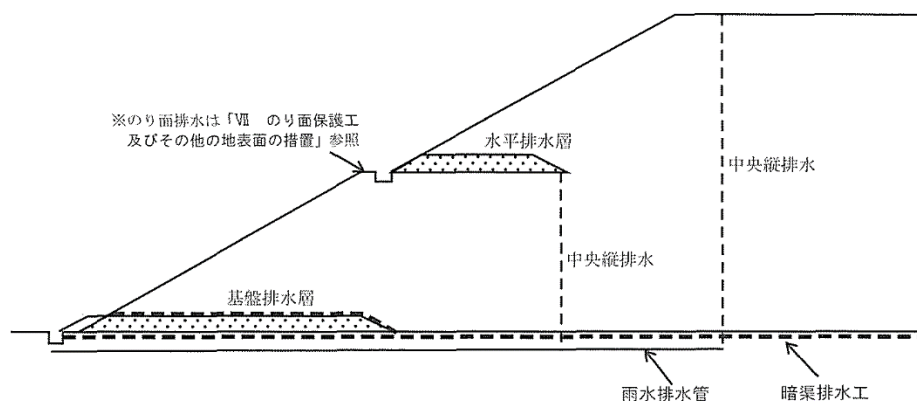 ※のり面排水は「Ⅶ　のり面保護工
及びその他の地表面の措置」参照
水平排水層
中央縦排水
中央縦排水
基盤排水層
雨水排水管
暗渠排水工